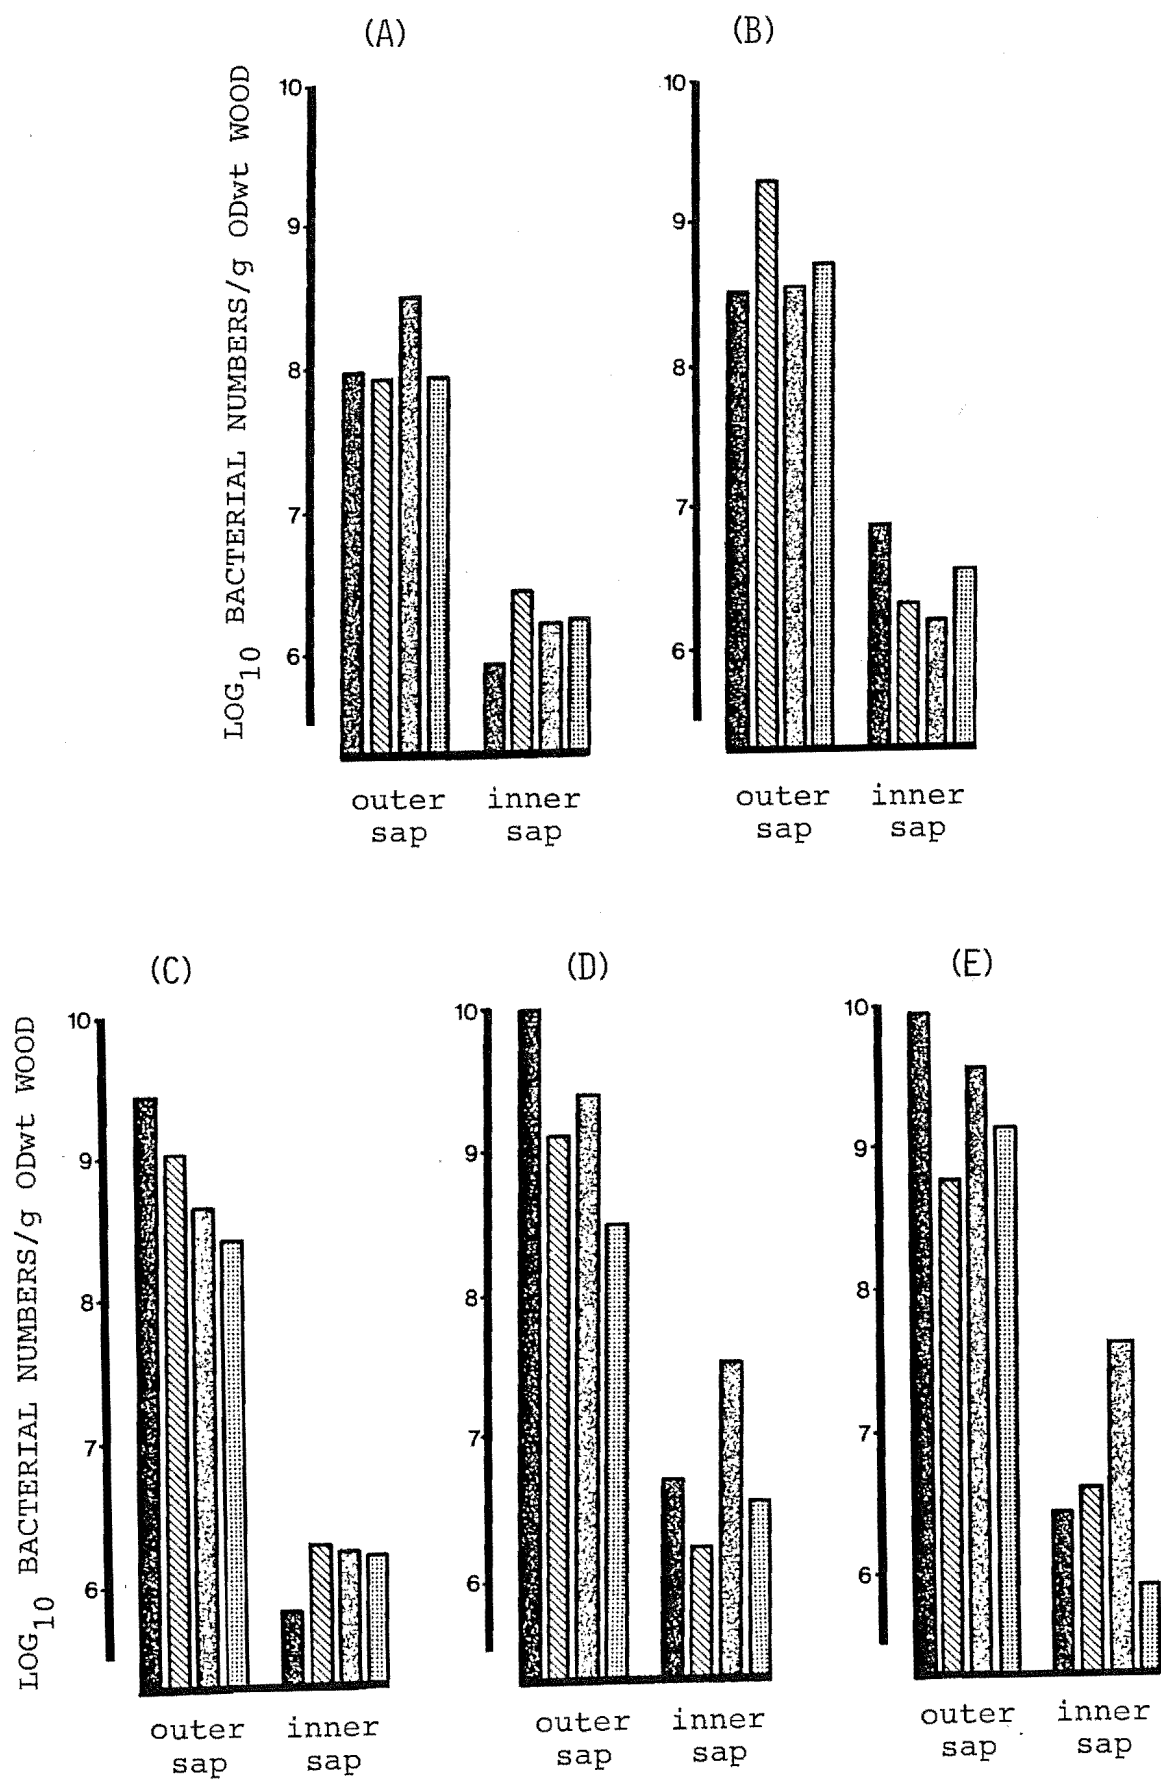 (A)
LOG10 BACTERIAL NUMBERS/g ODwt WOOD
10
9
8
7
6
outer sap
inner sap
(B)
10
9
8
7
6
outer sap
inner sap
(C)
LOG10 BACTERIAL NUMBERS/g ODwt WOOD
10
9
8
7
6
outer sap
inner sap
(D)
10
9
8
7
6
outer sap
inner sap
(E)
10
9
8
7
6
outer sap
inner sap